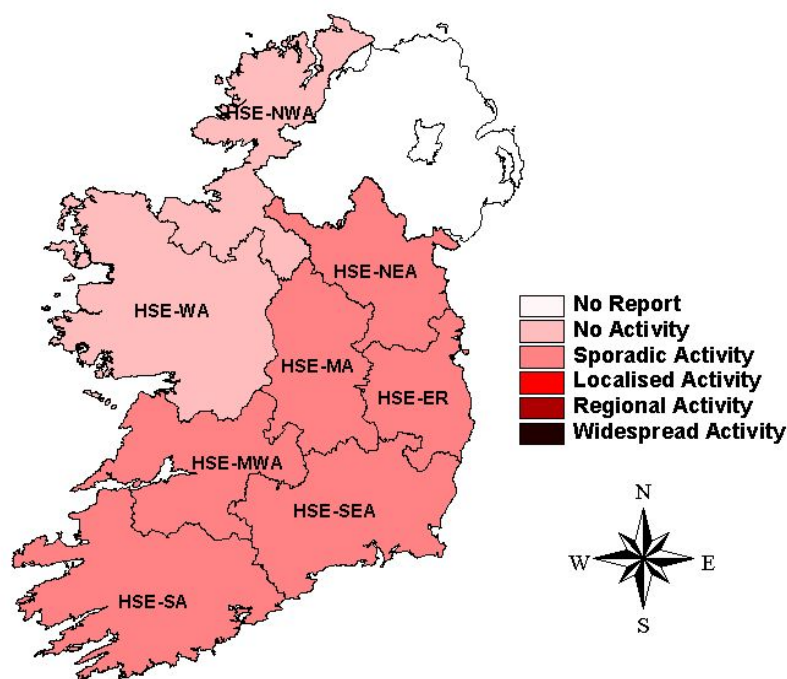 HSE-NWA
HSE-NEA
HSE-WA
HSE-MA
HSE-ER
HSE-MWA
HSE-SEA
HSE-SA
No Report
No Activity
Sporadic Activity
Localised Activity
Regional Activity
Widespread Activity
N
W E
S